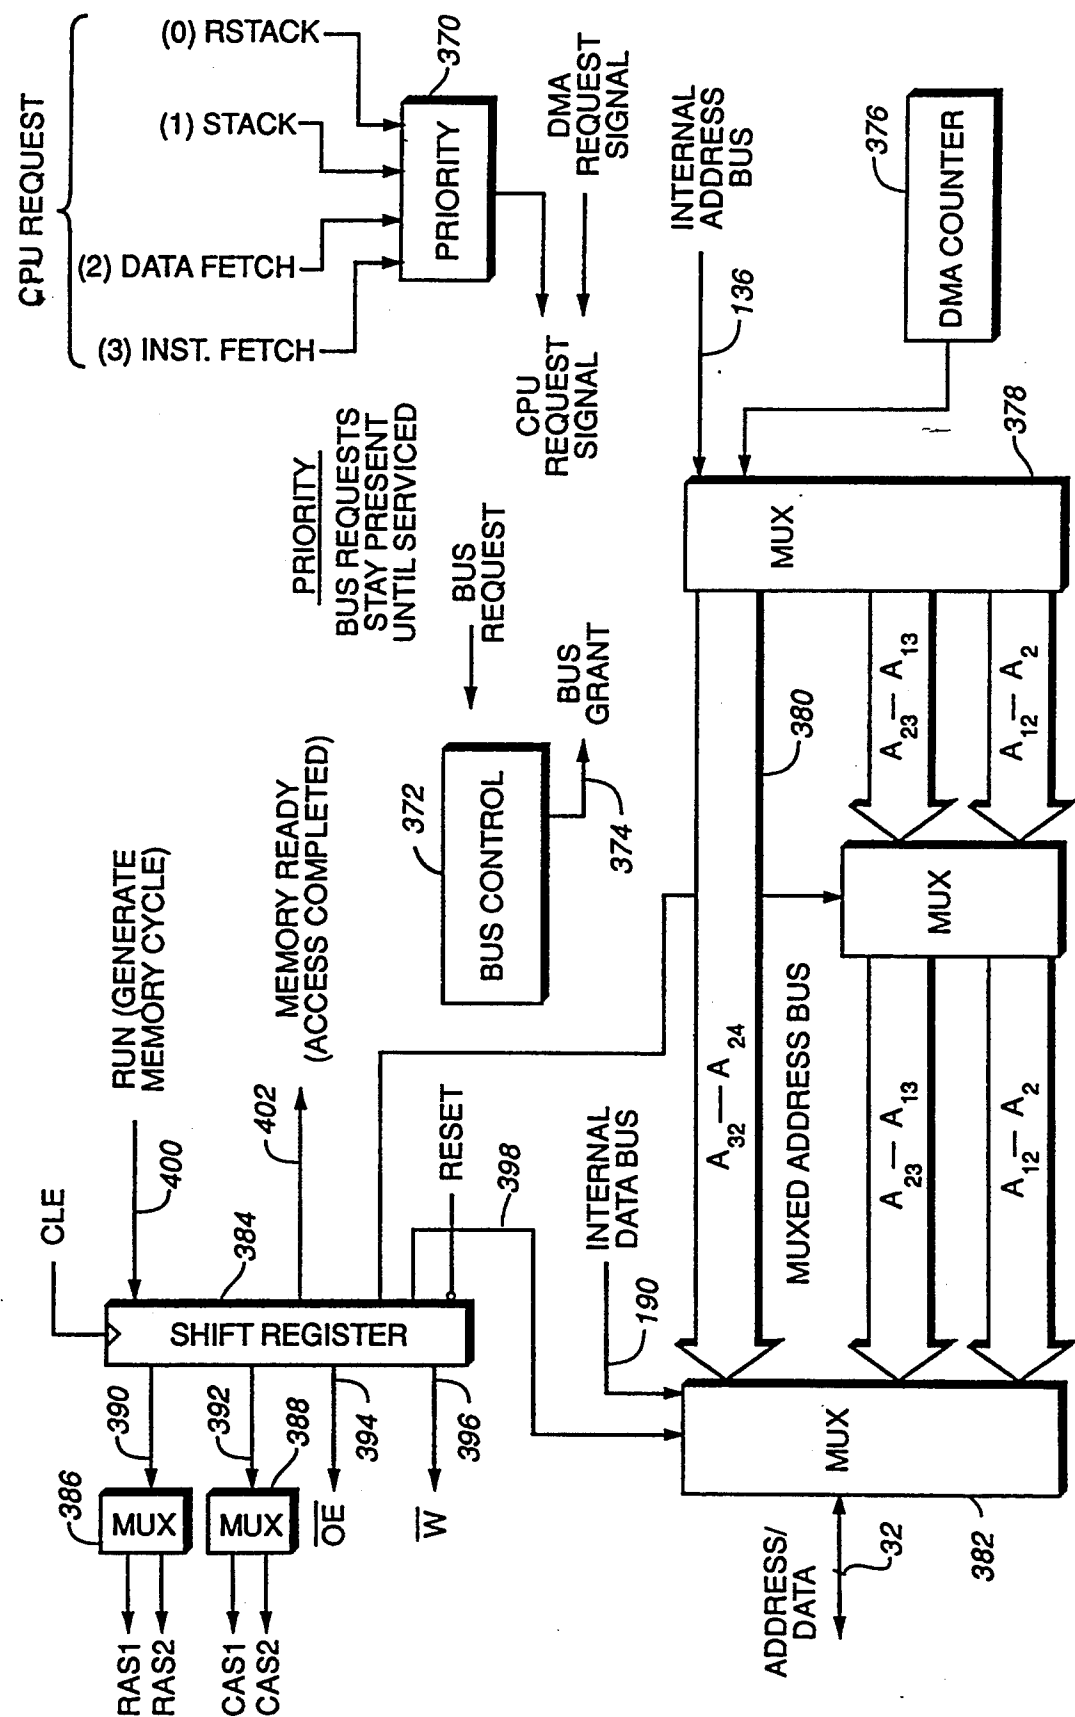 CPU REQUEST
(0) RSTACK
(1) STACK
(2) DATA FETCH
(3) INST. FETCH
370
PRIORITY
DMA
REQUEST
SIGNAL
CPU
REQUEST
SIGNAL
PRIORITY
BUS REQUESTS
STAY PRESENT
UNTIL SERVICED
BUS
REQUEST
BUS
GRANT
372
BUS CONTROL
374
RUN (GENERATE
MEMORY CYCLE)
400
MEMORY READY
(ACCESS COMPLETED)
402
CLE
384
SHIFT REGISTER
RESET
398
390
392
394
396
386
MUX
388
MUX
RAS1
RAS2
CAS1
CAS2
OE
W
INTERNAL
ADDRESS
BUS
136
376
DMA COUNTER
378
MUX
380
A23—A13
A12—A2
MUX
A32—A24
MUXED ADDRESS BUS
A23—A13
A12—A2
INTERNAL
DATA BUS
190
MUX
382
ADDRESS/
DATA
32